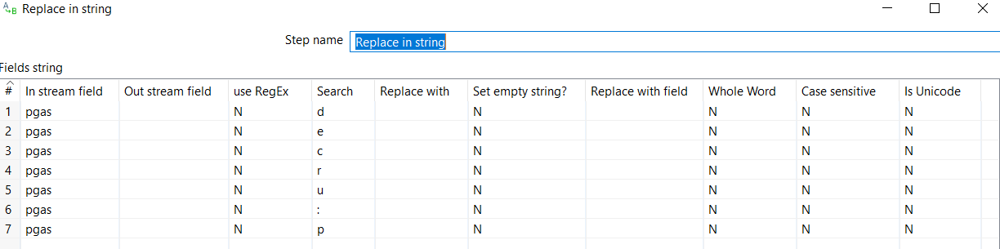 Replace in string
Step name Replace in string
Fields string
# In stream field Out stream field use RegEx Search Replace with Set empty string? Replace with field Whole Word Case sensitive Is Unicode
1 pgas N d N N N N
2 pgas N e N N N N
3 pgas N c N N N N
4 pgas N r N N N N
5 pgas N u N N N N
6 pgas N : N N N N
7 pgas N p N N N N